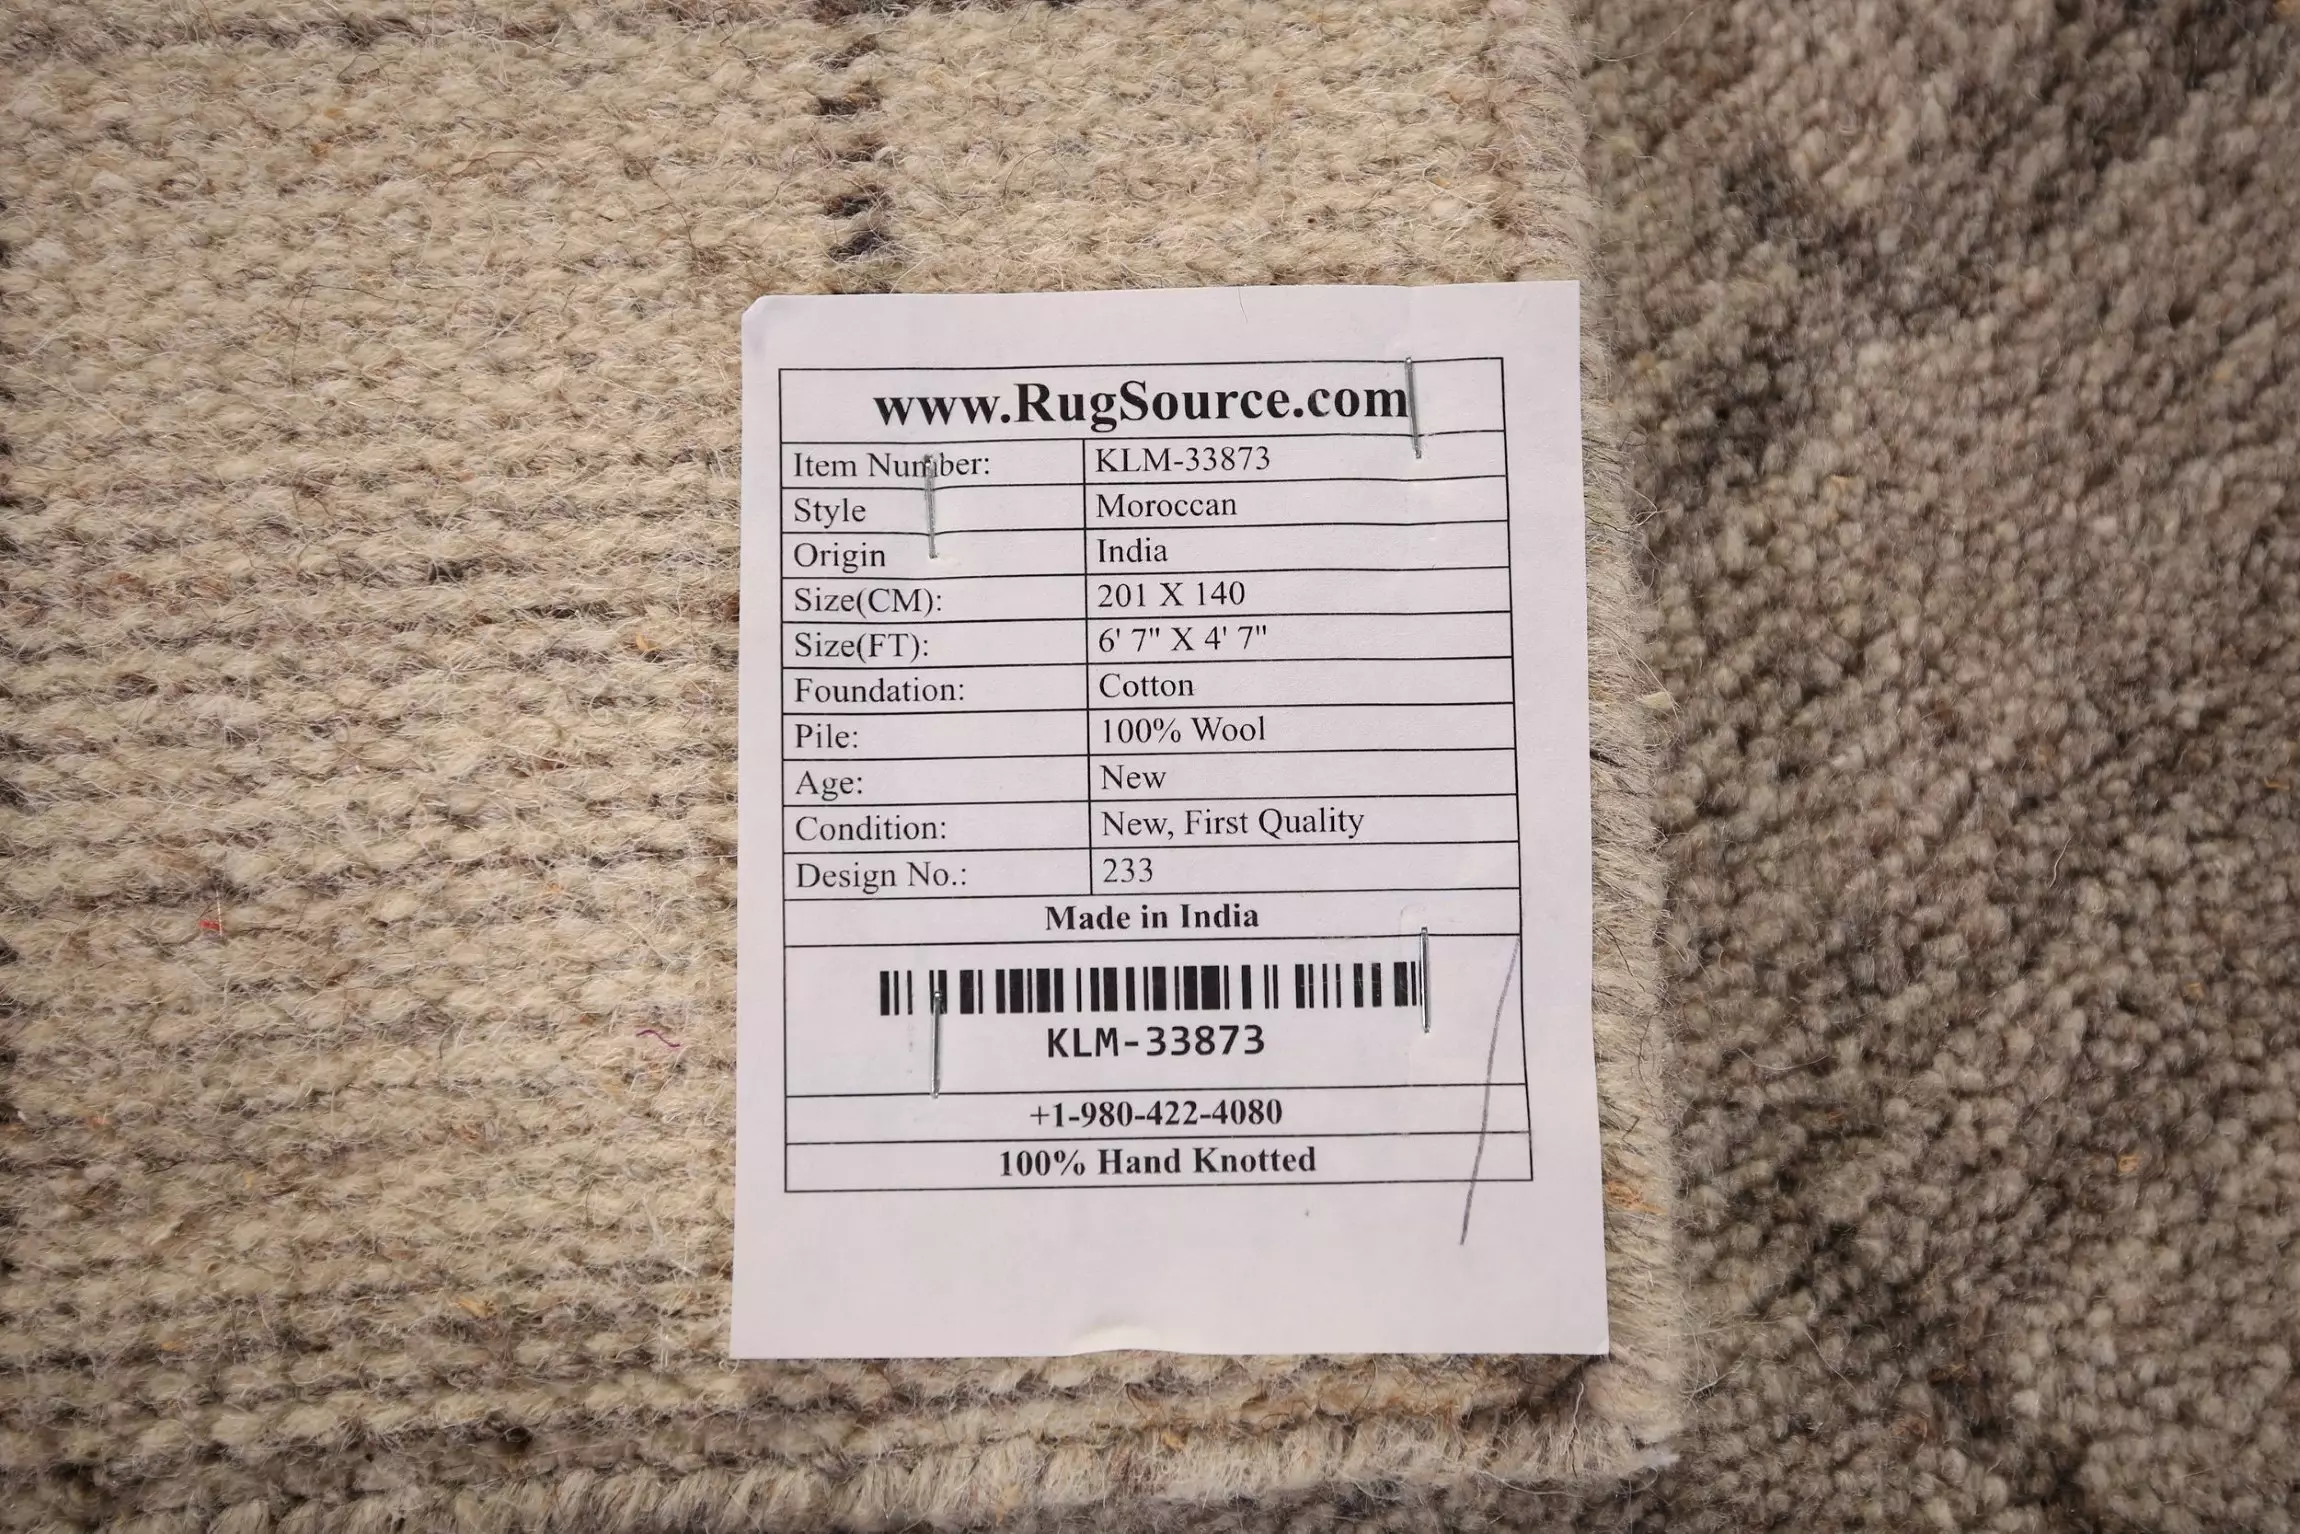 www.RugSource.com
Item Number: KLM-33873
Style Moroccan
Origin India
Size(CM): 201 X 140
Size(FT): 6' 7" X 4' 7"
Foundation: Cotton
Pile: 100% Wool
Age: New
Condition: New, First Quality
Design No.: 233
Made in India
KLM-33873
+1-980-422-4080
100% Hand Knotted